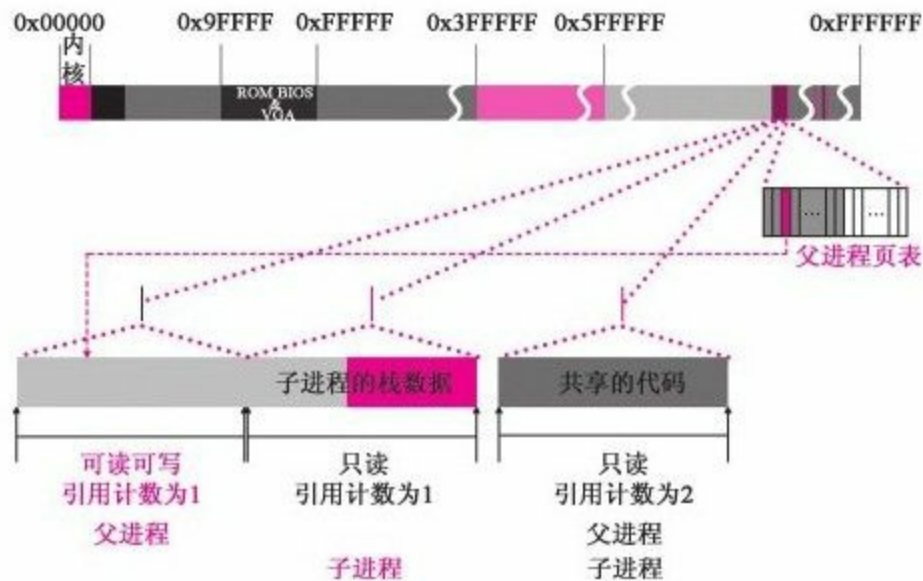 0x00000 0x9FFFF 0xFFFFF 0x3FFFFF 0x5FFFFF 0xFFFFFF
内
核
ROM BIOS
&
VGA
...
...
父进程页表
子进程的栈数据 共享的代码
可读可写 只读 只读
引用计数为1 引用计数为1 引用计数为2
父进程 父进程
子进程 子进程